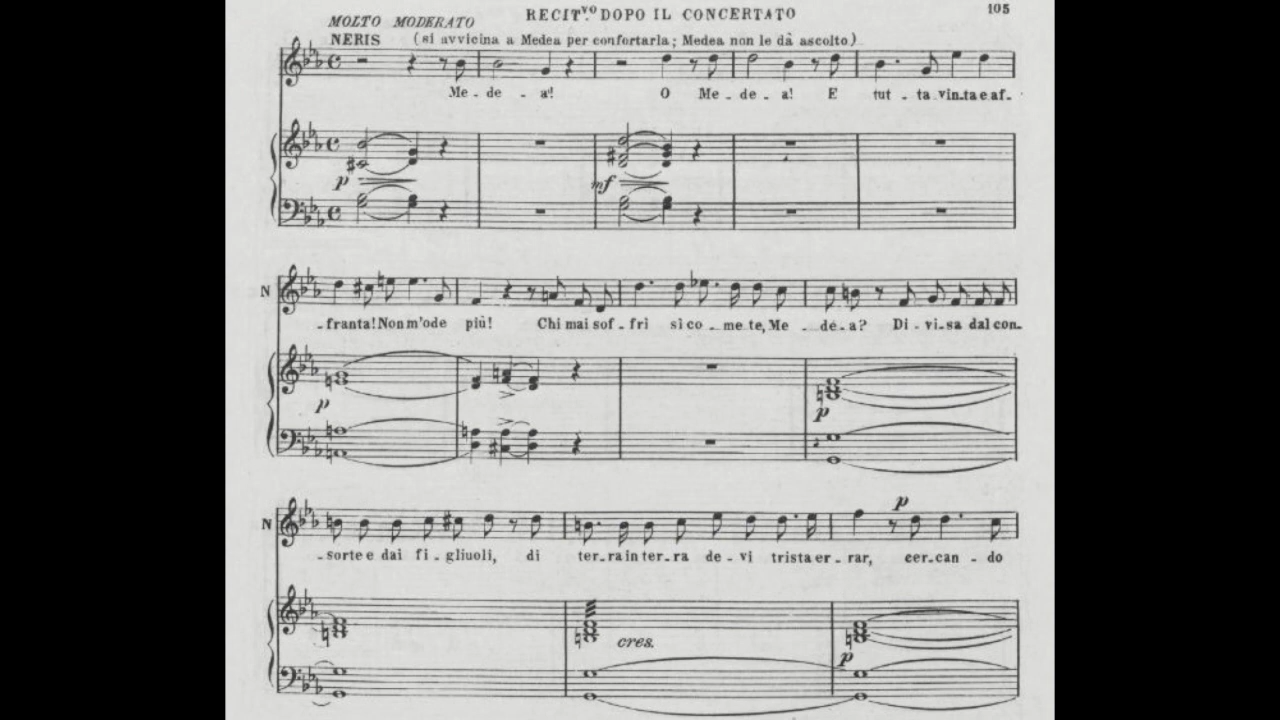 105
RECIT.VO DOPO IL CONCERTATO
MOLTO MODERATO
NERIS (si avvicina a Medea per confortarla; Medea non le dà ascolto)
Me - de - a! O Me - de - a! E tut - ta vin-ta e af-
p mf
N
-franta! Non m'ode più! Chi mai sof - frì sì co - me te, Me - de - a? Di - vi - sa dal con-
p p
p
N
-sorte e dai fi - gliuoli, di ter - ra in ter - ra de - vi trista er - rar, cer - can - do
cres. p